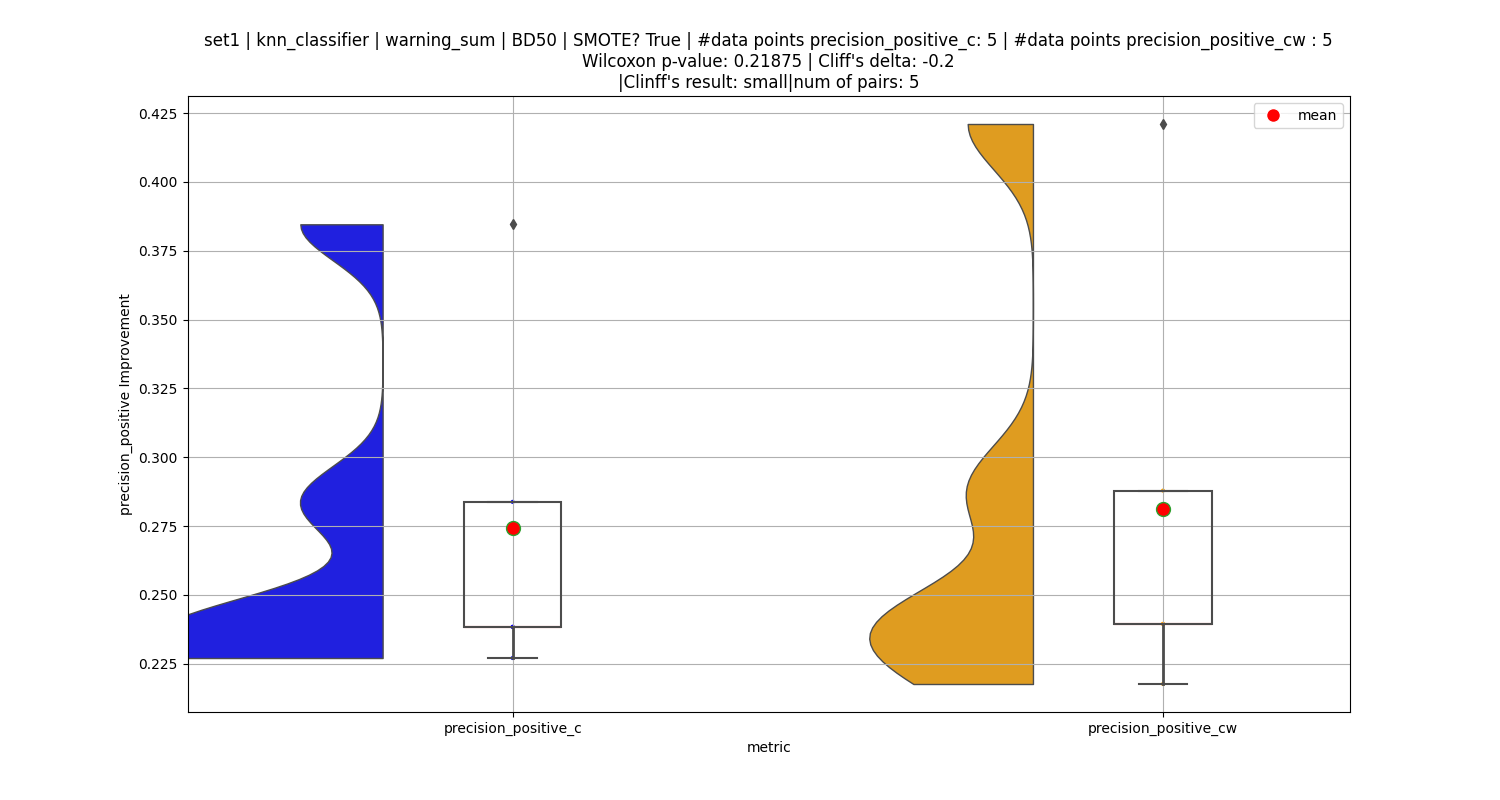 set1 | knn_classifier | warning_sum | BD50 | SMOTE? True | #data points precision_positive_c: 5 | #data points precision_positive_cw : 5
Wilcoxon p-value: 0.21875 | Cliff's delta: -0.2
|Clinff's result: small|num of pairs: 5
mean
0.425
0.400
0.375
0.350
0.325
0.300
0.275
0.250
0.225
precision_positive Improvement
precision_positive_c
precision_positive_cw
metric